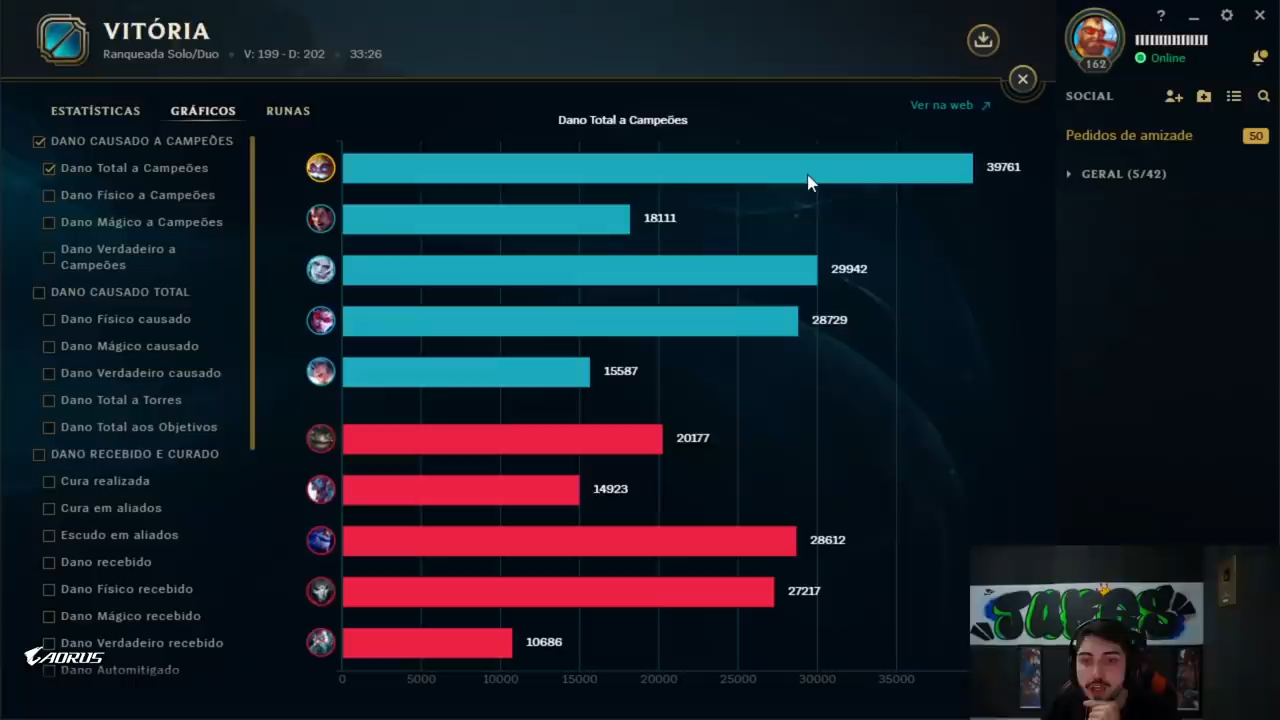 VITÓRIA
Ranqueada Solo/Duo • V: 199 - D: 202 • 33:26
162
Online
SOCIAL
Pedidos de amizade 50
GERAL (5/42)
ESTATÍSTICAS GRÁFICOS RUNAS
Ver na web
Dano Total a Campeões
DANO CAUSADO A CAMPEÕES
Dano Total a Campeões
Dano Físico a Campeões
Dano Mágico a Campeões
Dano Verdadeiro a
Campeões
DANO CAUSADO TOTAL
Dano Físico causado
Dano Mágico causado
Dano Verdadeiro causado
Dano Total a Torres
Dano Total aos Objetivos
DANO RECEBIDO E CURADO
Cura realizada
Cura em aliados
Escudo em aliados
Dano recebido
Dano Físico recebido
Dano Mágico recebido
Dano Verdadeiro recebido
Dano Automitigado
39761
18111
29942
28729
15587
20177
14923
28612
27217
10686
0 5000 10000 15000 20000 25000 30000 35000
AORUS